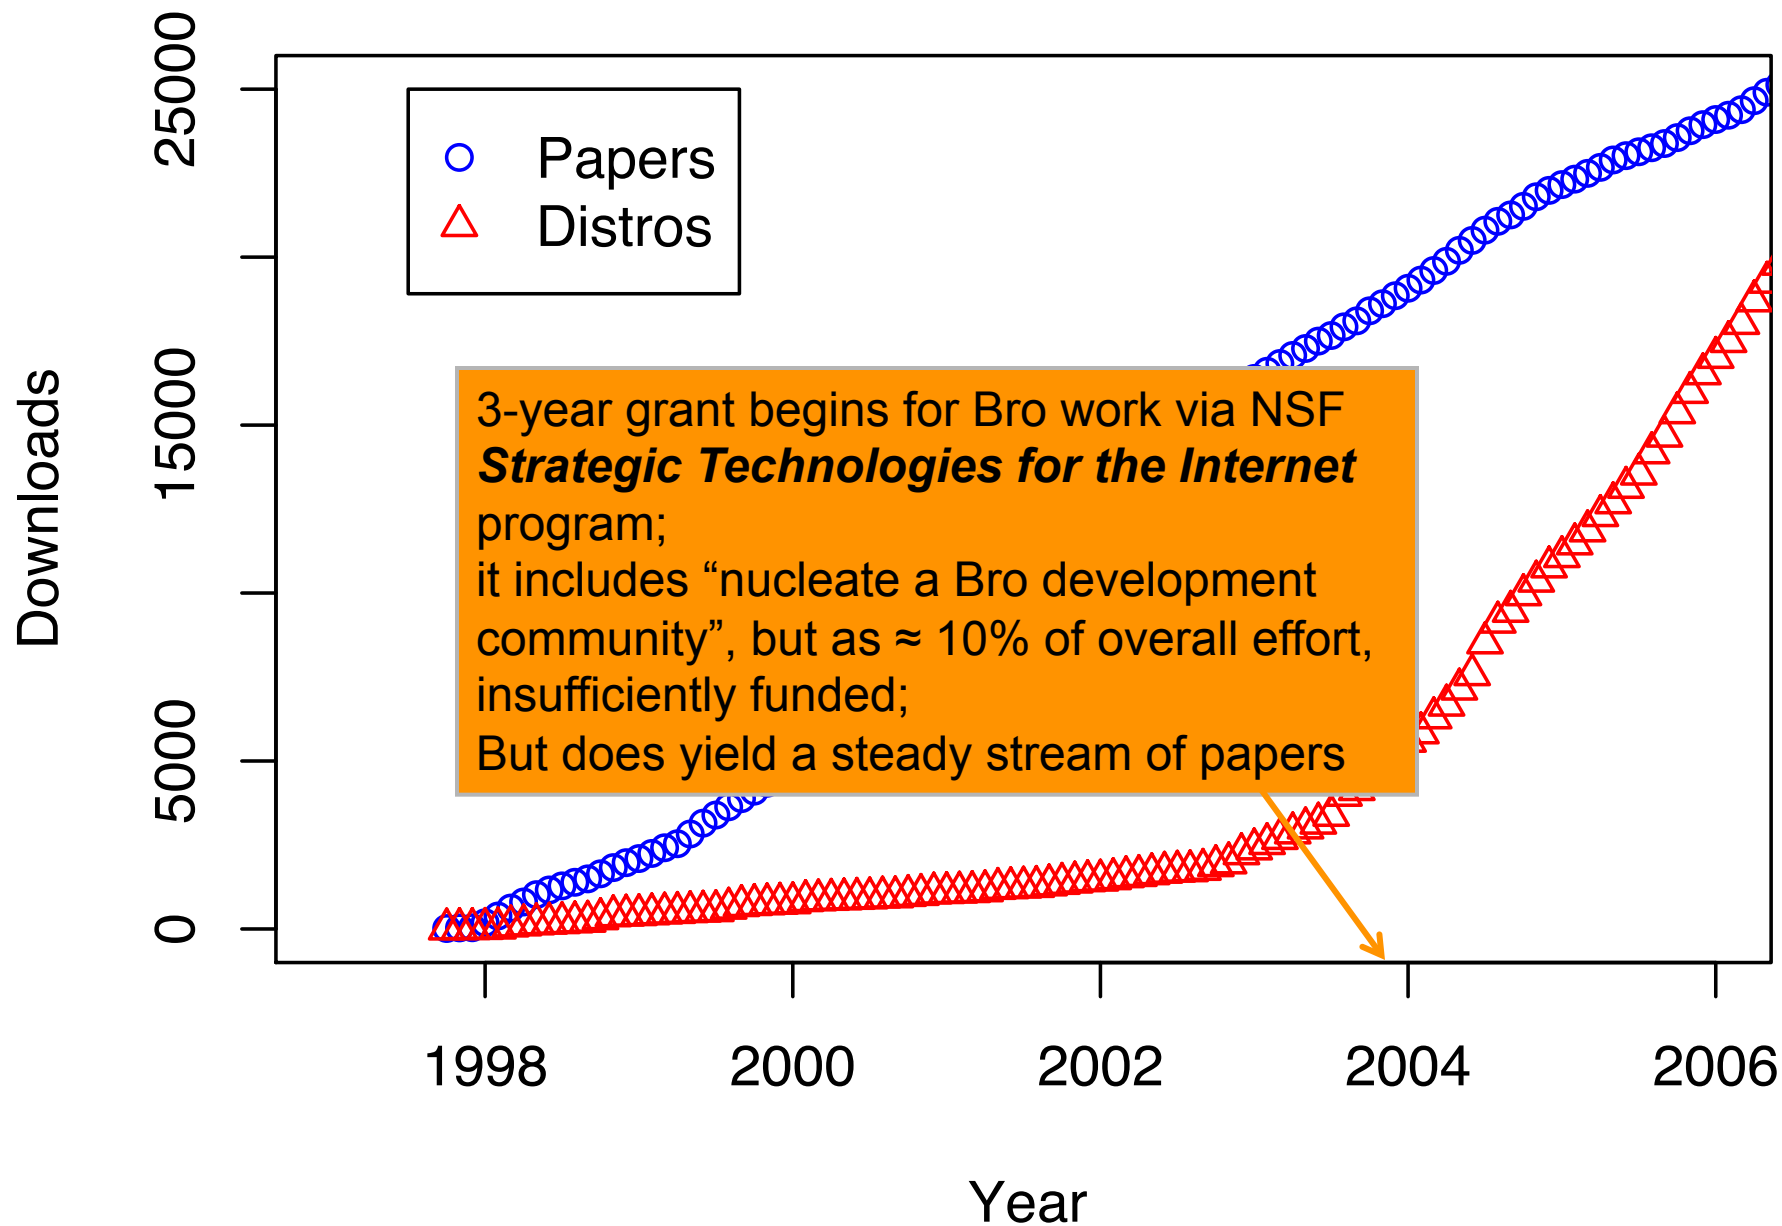 25000
15000
5000
0
Downloads
Papers
Distros
3-year grant begins for Bro work via NSF
Strategic Technologies for the Internet
program;
it includes “nucleate a Bro development
community”, but as ≈ 10% of overall effort,
insufficiently funded;
But does yield a steady stream of papers
1998 2000 2002 2004 2006
Year